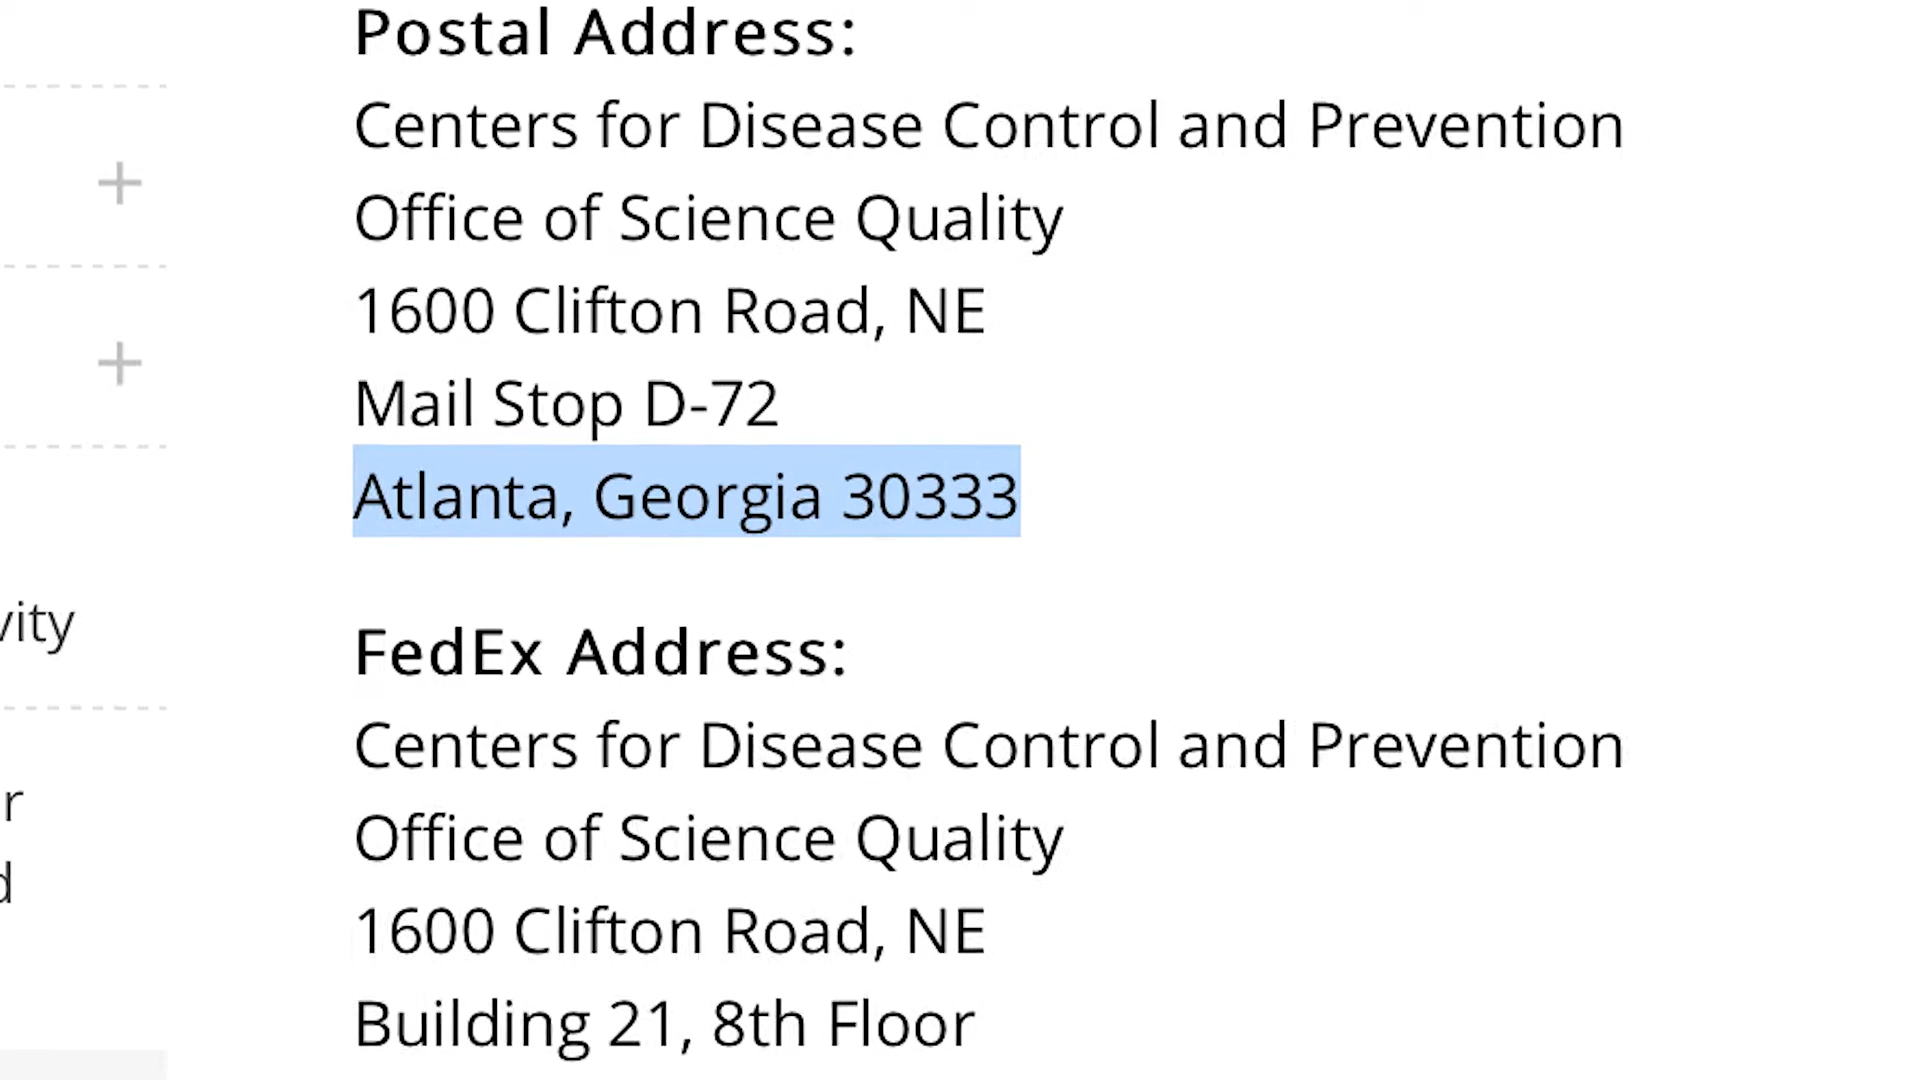 Postal Address:
Centers for Disease Control and Prevention
Office of Science Quality
1600 Clifton Road, NE
Mail Stop D-72
Atlanta, Georgia 30333
vity
FedEx Address:
Centers for Disease Control and Prevention
r
Office of Science Quality
d
1600 Clifton Road, NE
Building 21, 8th Floor